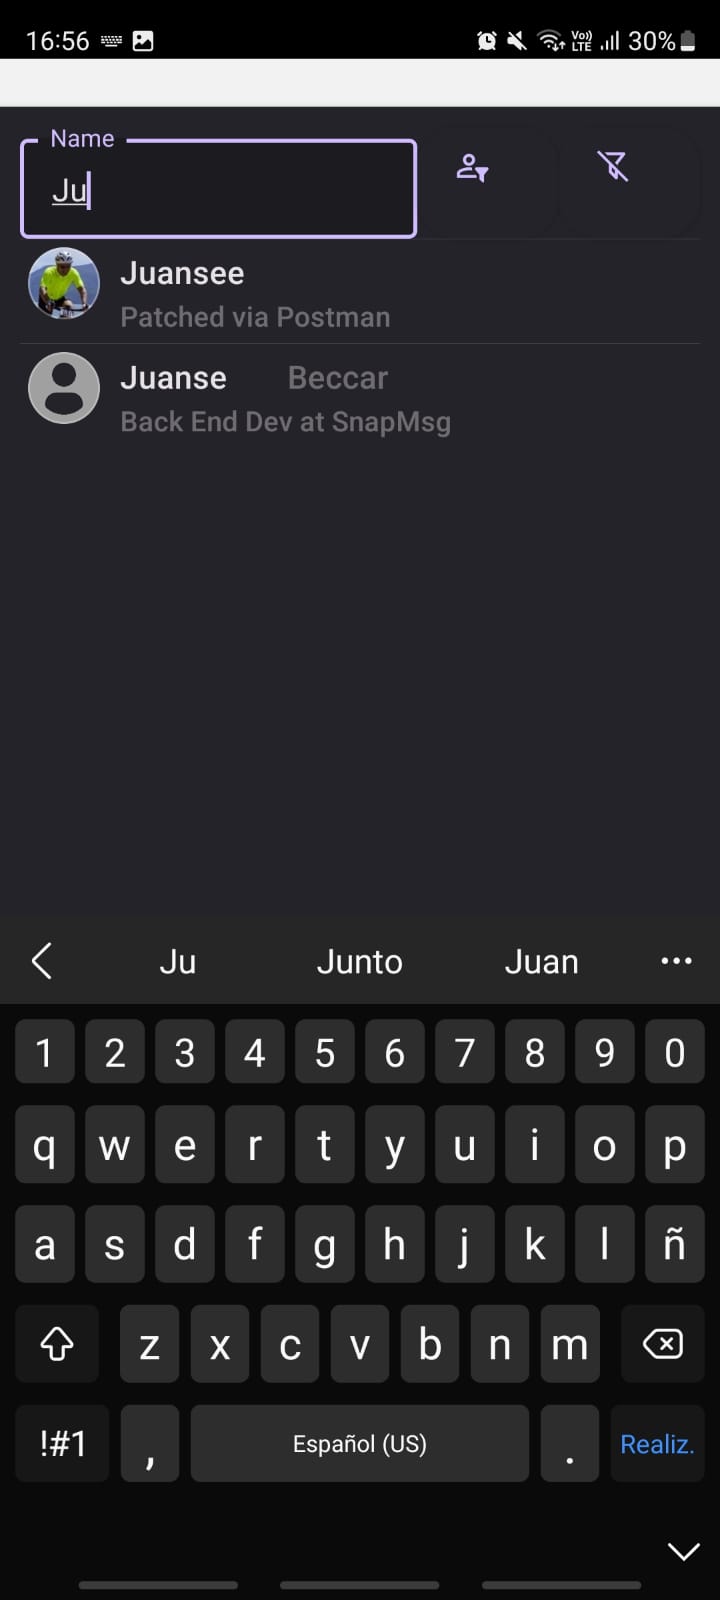 16:56 Vo)) LTE 30%
Name
Ju
Juansee
Patched via Postman
Juanse Beccar
Back End Dev at SnapMsg
Ju Junto Juan ...
1 2 3 4 5 6 7 8 9 0
q w e r t y u i o p
a s d f g h j k l ñ
z x c v b n m
!#1 , Español (US) . Realiz.